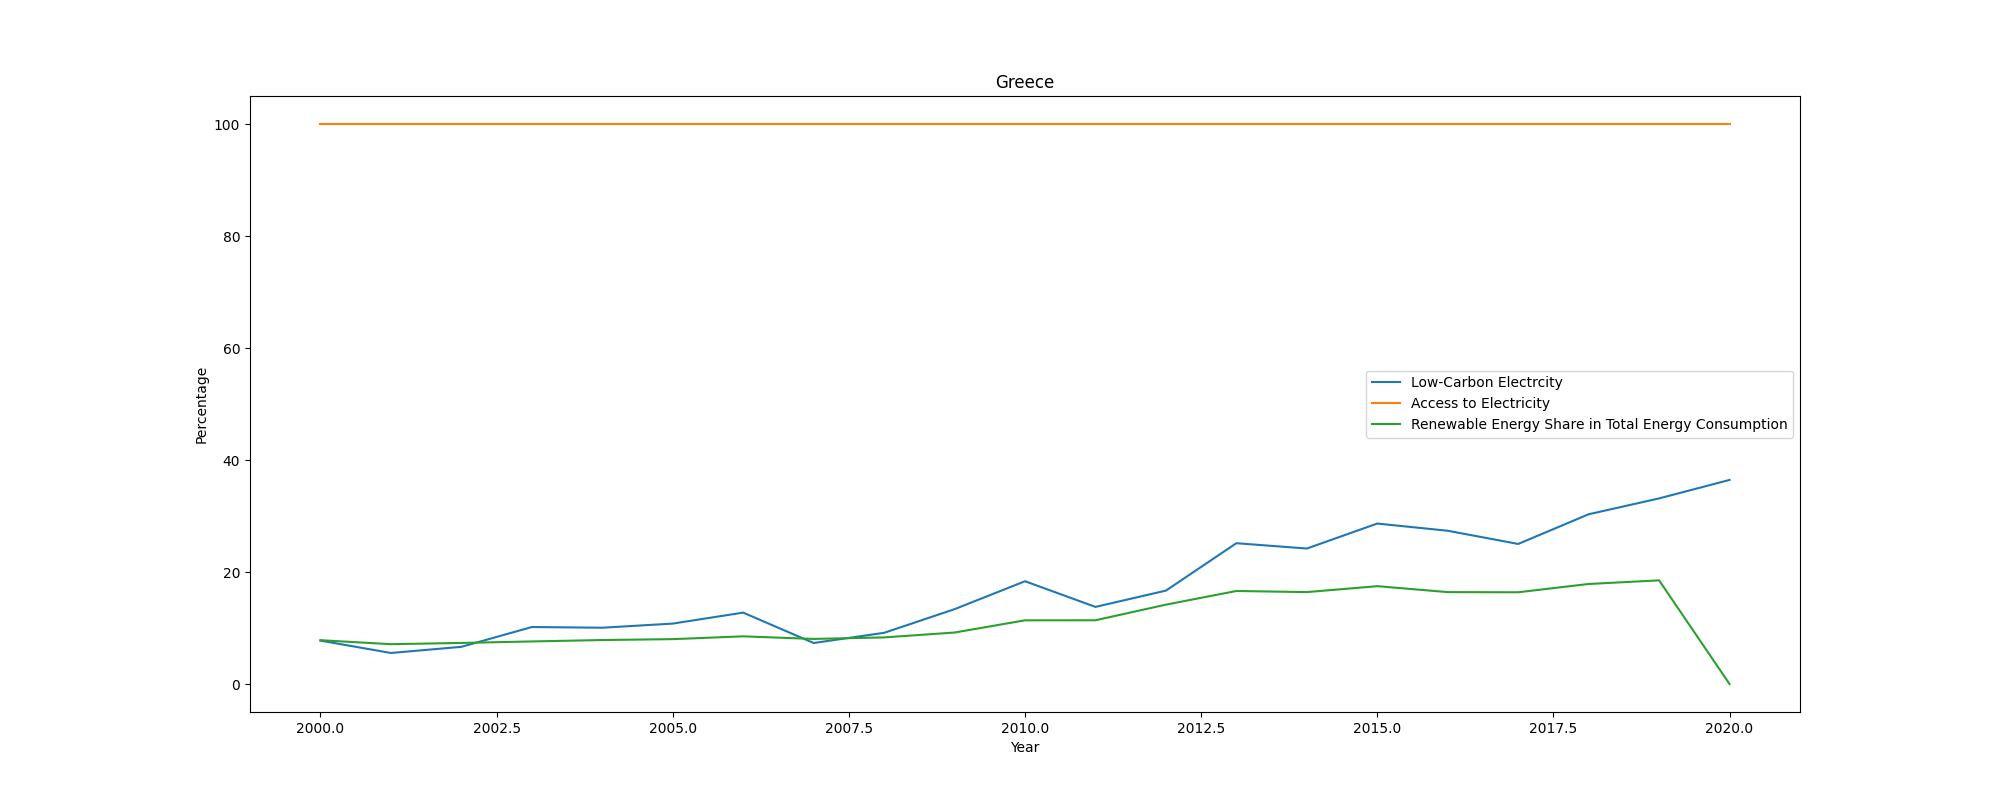 Greece
100
80
60
40
20
0
Percentage
Low-Carbon Electrcity
Access to Electricity
Renewable Energy Share in Total Energy Consumption
2000.0 2002.5 2005.0 2007.5 2010.0 2012.5 2015.0 2017.5 2020.0
Year